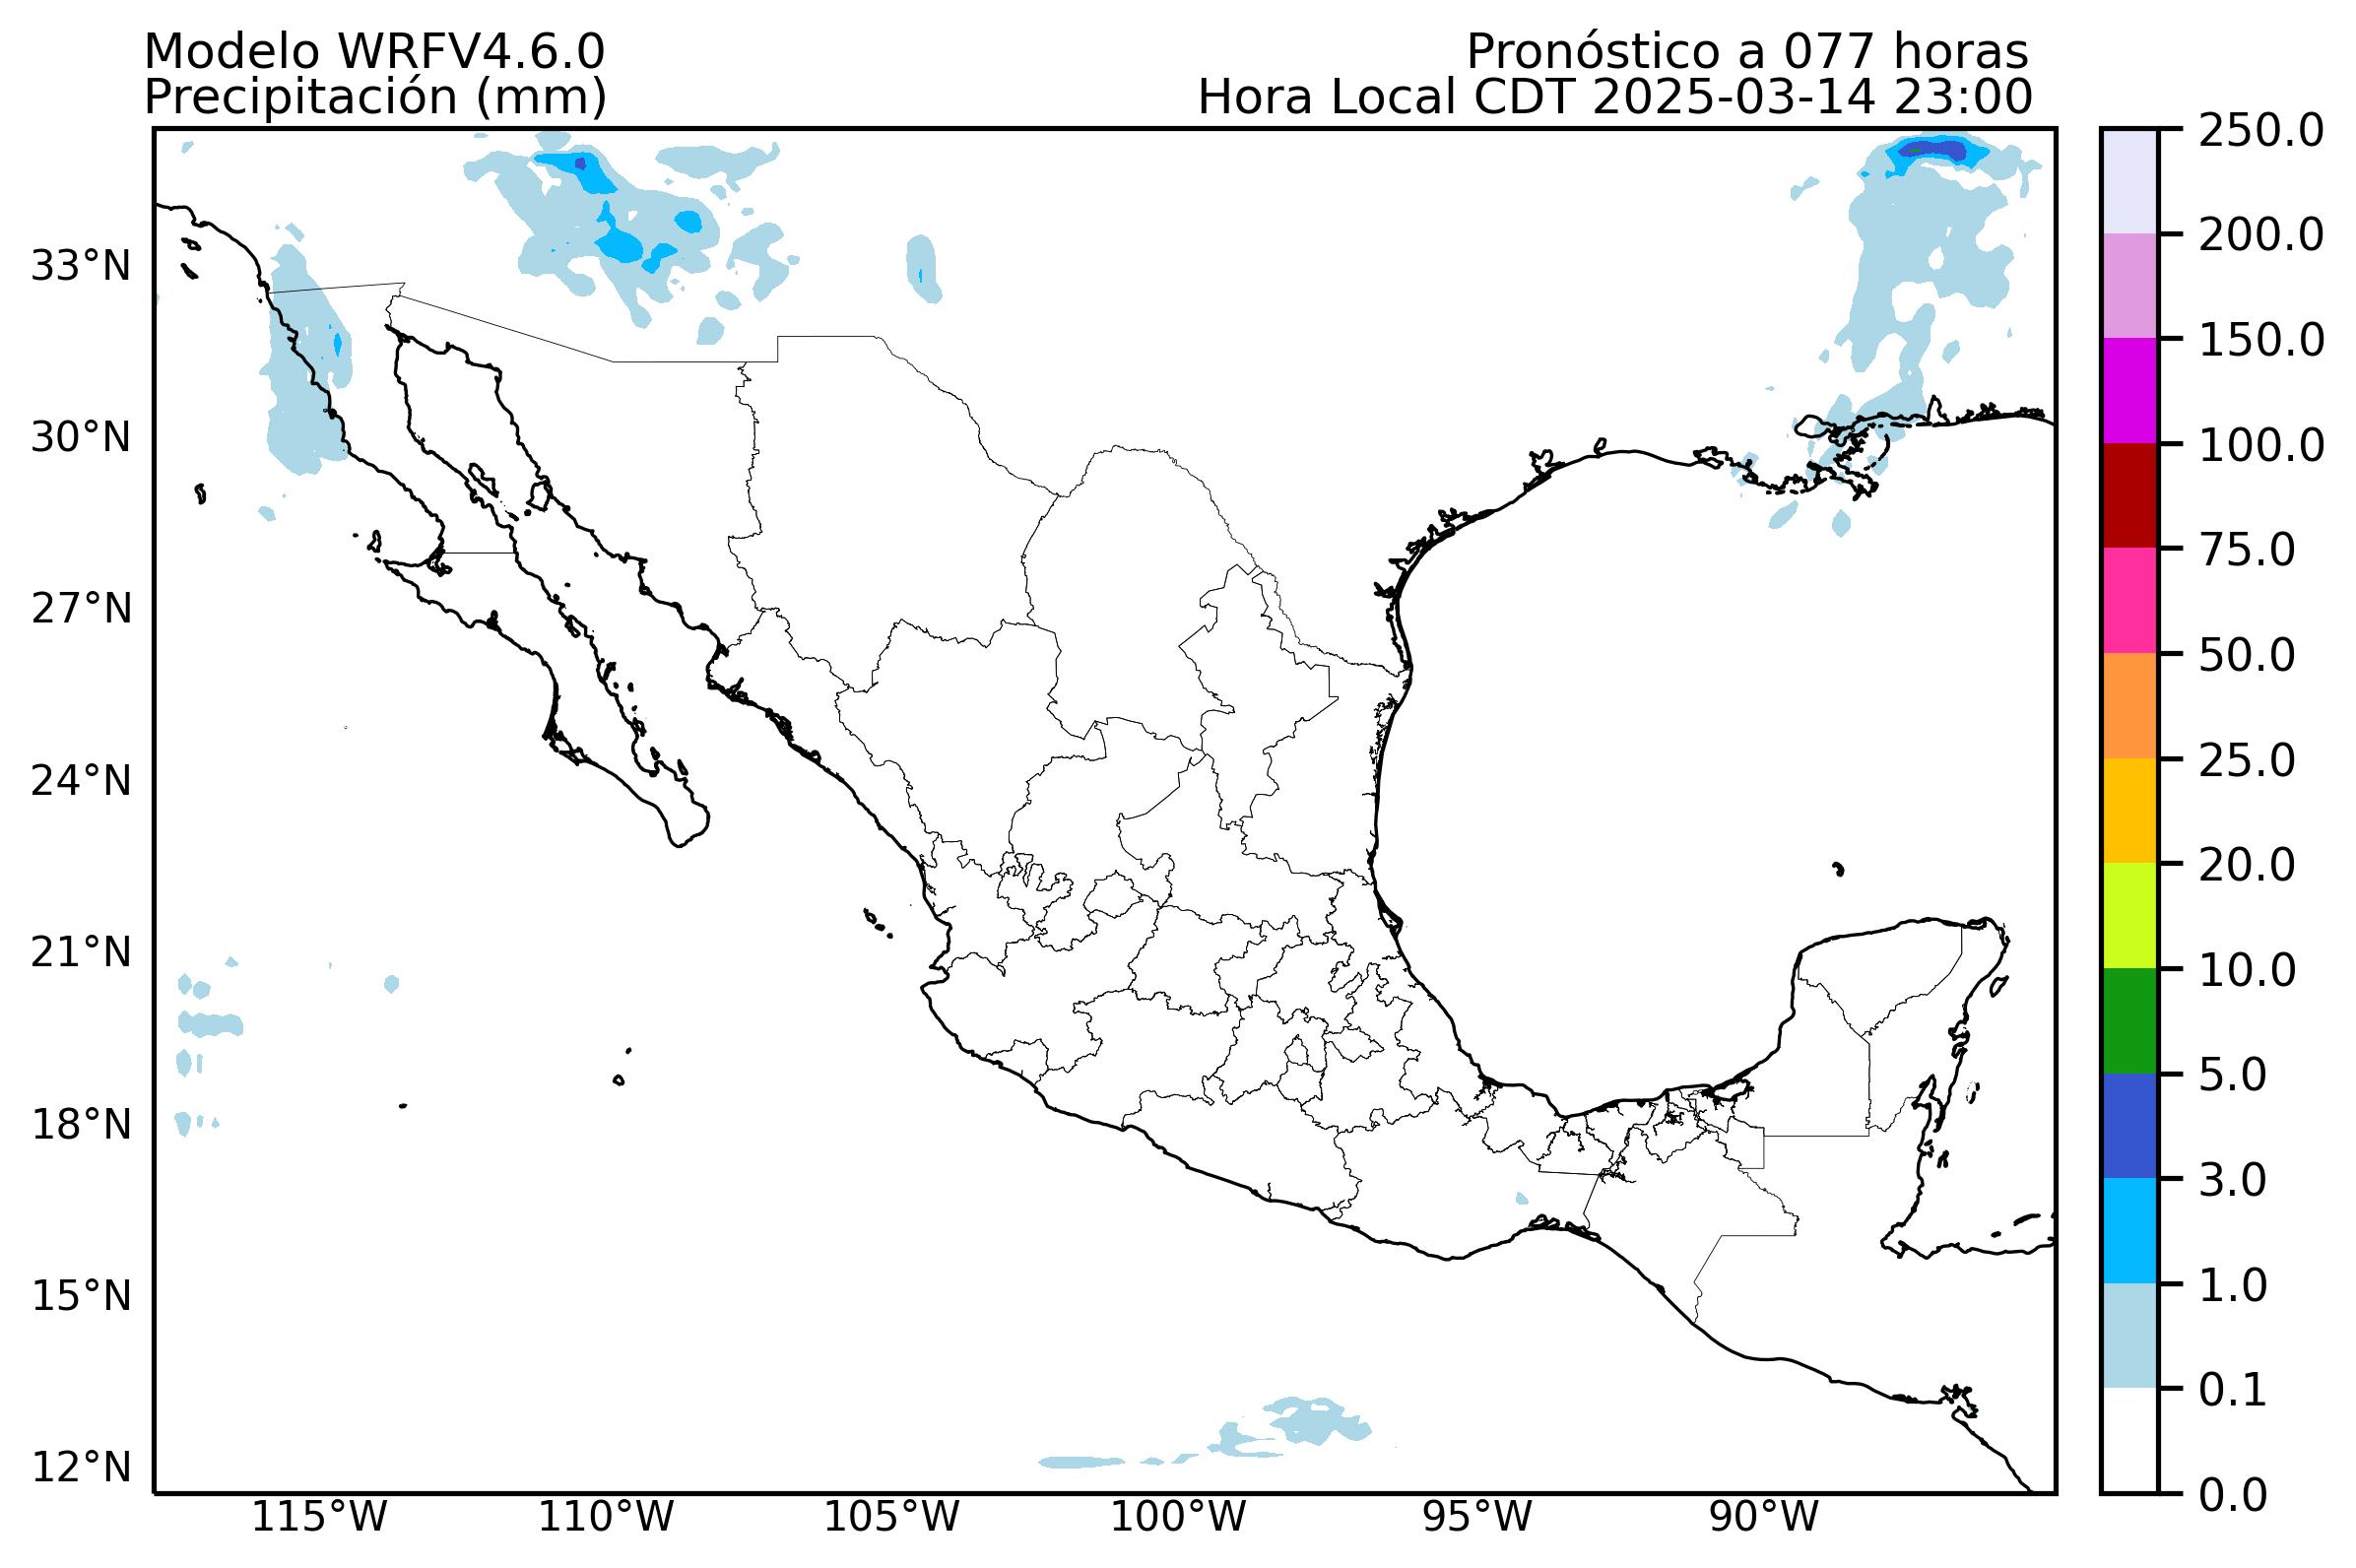 Modelo WRFV4.6.0
Pronóstico a 077 horas
Precipitación (mm)
Hora Local CDT 2025-03-14 23:00
33°N
30°N
27°N
24°N
21°N
18°N
15°N
12°N
115°W
110°W
105°W
100°W
95°W
90°W
250.0
200.0
150.0
100.0
75.0
50.0
25.0
20.0
10.0
5.0
3.0
1.0
0.1
0.0